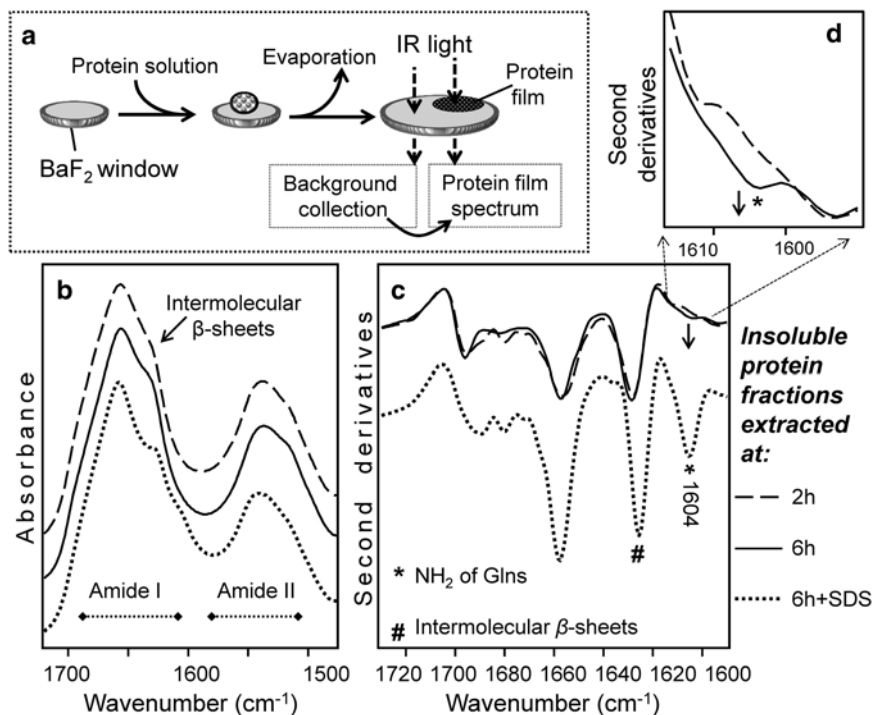 a
Protein solution
Evaporation
IR light
Protein
film
BaF2 window
Background
collection
Protein film
spectrum
d
Second
derivatives
*
1610 1600
b
Intermolecular
β-sheets
Absorbance
Amide I
Amide II
1700 1600 1500
Wavenumber (cm-1)
c
Second derivatives
* 1604
#
* NH2 of Glns
# Intermolecular β-sheets
1720 1700 1680 1660 1640 1620 1600
Wavenumber (cm-1)
Insoluble
protein
fractions
extracted
at:
2h
6h
6h+SDS